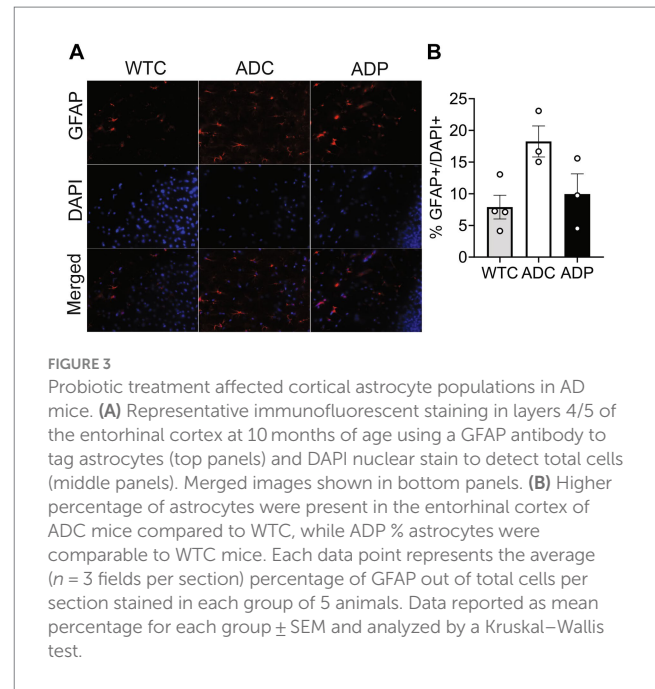 A
WTC ADC ADP
GFAP
DAPI
Merged
B
% GFAP+/DAPI+
25
20
15
10
5
0
WTC ADC ADP
FIGURE 3
Probiotic treatment affected cortical astrocyte populations in AD
mice. (A) Representative immunofluorescent staining in layers 4/5 of
the entorhinal cortex at 10 months of age using a GFAP antibody to
tag astrocytes (top panels) and DAPI nuclear stain to detect total cells
(middle panels). Merged images shown in bottom panels. (B) Higher
percentage of astrocytes were present in the entorhinal cortex of
ADC mice compared to WTC, while ADP % astrocytes were
comparable to WTC mice. Each data point represents the average
(n = 3 fields per section) percentage of GFAP out of total cells per
section stained in each group of 5 animals. Data reported as mean
percentage for each group ± SEM and analyzed by a Kruskal–Wallis
test.